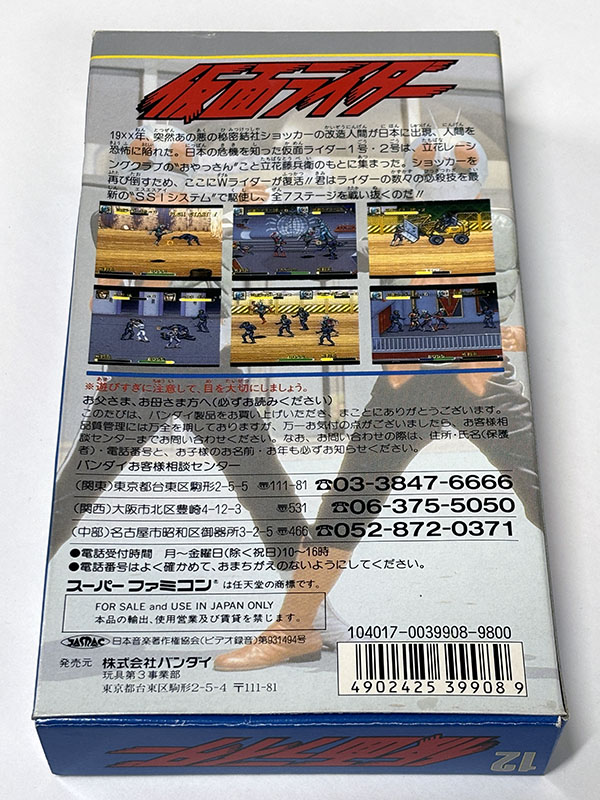 仮面ライダー
19××年、突然あの悪の秘密結社ショッカーの改造人間が日本に出現、人間を
恐怖に陥れた。日本の危機を知った仮面ライダー1号・2号は、立花レーシ
ングクラブの"おやっさん"こと立花藤兵衛のもとに集まった。ショッカーを
再び倒すため、ここにWライダーが復活!!君はライダーの数々の必殺技を最
新の"SSIシステム"で駆使し、全7ステージを戦い抜くのだ!!
※遊びすぎに注意して、目を大切にしましょう。
お父さま、お母さま方へ(必ずお読みください)
このたびは、バンダイ製品をお買い上げいただき、まことにありがとうございます。
品質管理には万全を期しておりますが、万一お気付の点がございましたら、お客様相
談センターまでお問い合わせください。なお、お問い合わせの際は、住所・氏名(保護
者)・電話番号と、お子様のお名前・お年も必ずお知らせください。
バンダイお客様相談センター
(関東)東京都台東区駒形2-5-5 〠111-81 ☎03-3847-6666
(関西)大阪市北区豊崎4-12-3 〠531 ☎06-375-5050
(中部)名古屋市昭和区御器所3-2-5 〠466 ☎052-872-0371
●電話受付時間 月〜金曜日(除く祝日)10〜16時
●電話番号はよく確かめて、おまちがえのないようにしてください。
スーパーファミコン® は任天堂の商標です。
FOR SALE and USE IN JAPAN ONLY
本品の輸出、使用営業及び賃貸を禁じます。
JASRAC 日本音楽著作権協会(ビデオ録音)第931494号
104017-0039908-9800
発売元 株式会社バンダイ
玩具第3事業部
東京都台東区駒形2-5-4 〒111-81
4902425399089
仮面ライダー
12